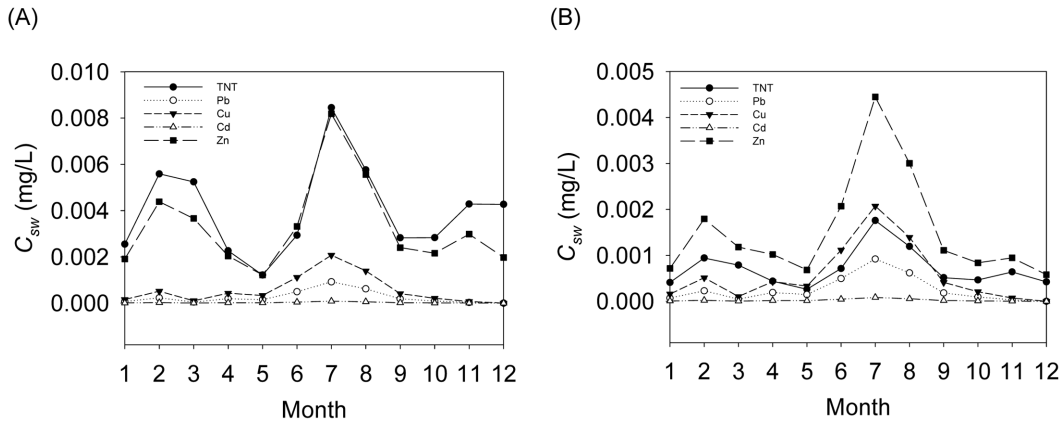 (A)
C_sw (mg/L)
0.010
0.008
0.006
0.004
0.002
0.000
TNT
Pb
Cu
Cd
Zn
1 2 3 4 5 6 7 8 9 10 11 12
Month
(B)
C_sw (mg/L)
0.005
0.004
0.003
0.002
0.001
0.000
TNT
Pb
Cu
Cd
Zn
1 2 3 4 5 6 7 8 9 10 11 12
Month